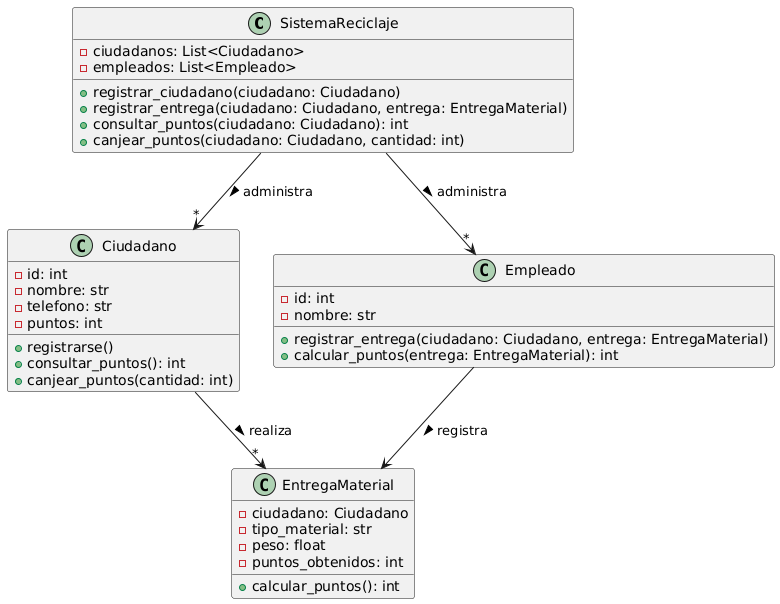 C SistemaReciclaje
ciudadanos: List<Ciudadano>
empleados: List<Empleado>
registrar_ciudadano(ciudadano: Ciudadano)
registrar_entrega(ciudadano: Ciudadano, entrega: EntregaMaterial)
consultar_puntos(ciudadano: Ciudadano): int
canjear_puntos(ciudadano: Ciudadano, cantidad: int)
administra
administra
*
*
C Ciudadano
id: int
nombre: str
telefono: str
puntos: int
registrarse()
consultar_puntos(): int
canjear_puntos(cantidad: int)
C Empleado
id: int
nombre: str
registrar_entrega(ciudadano: Ciudadano, entrega: EntregaMaterial)
calcular_puntos(entrega: EntregaMaterial): int
realiza
registra
*
C EntregaMaterial
ciudadano: Ciudadano
tipo_material: str
peso: float
puntos_obtenidos: int
calcular_puntos(): int